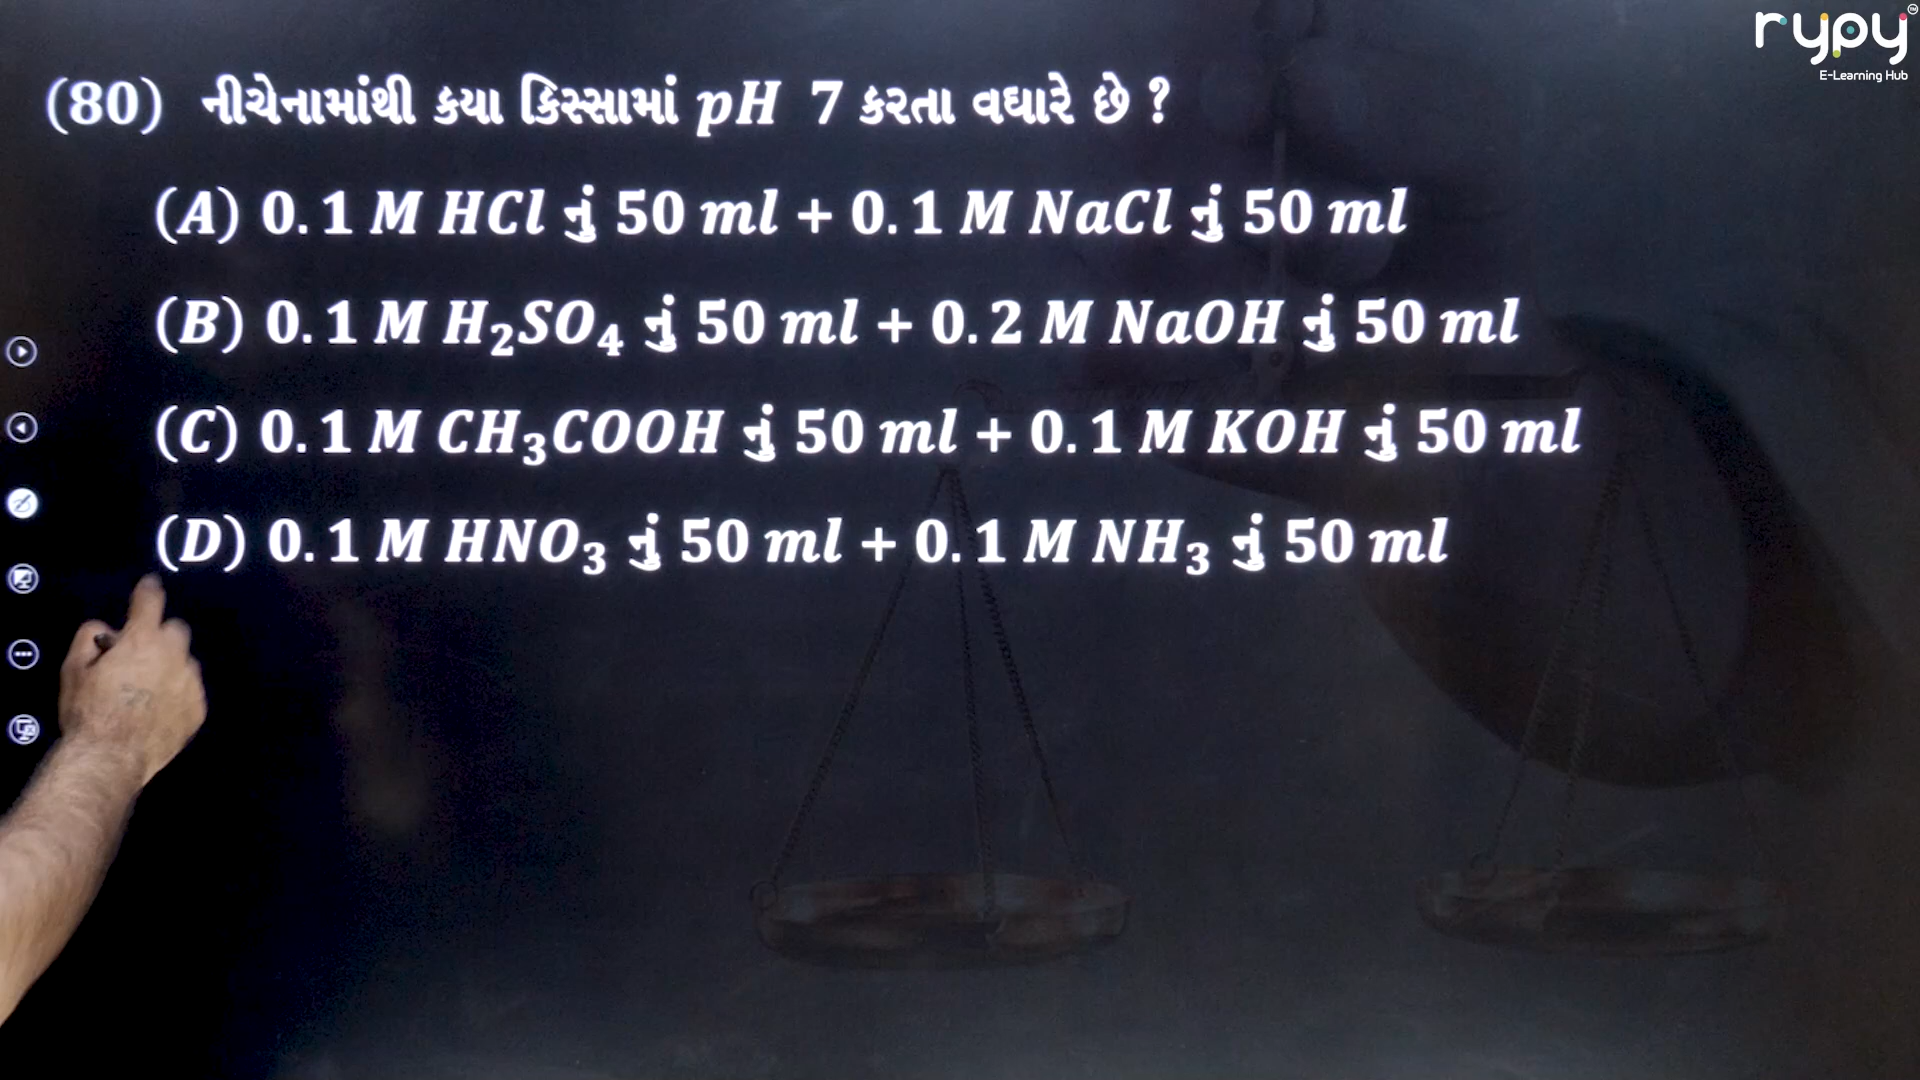 rypy™
E-Learning Hub
(80) નીચેનામાંથી કયા કિસ્સામાં pH 7 કરતા વધારે છે ?
(A) 0.1 M HCl નું 50 ml + 0.1 M NaCl નું 50 ml
(B) 0.1 M H₂SO₄ નું 50 ml + 0.2 M NaOH નું 50 ml
(C) 0.1 M CH₃COOH નું 50 ml + 0.1 M KOH નું 50 ml
(D) 0.1 M HNO₃ નું 50 ml + 0.1 M NH₃ નું 50 ml